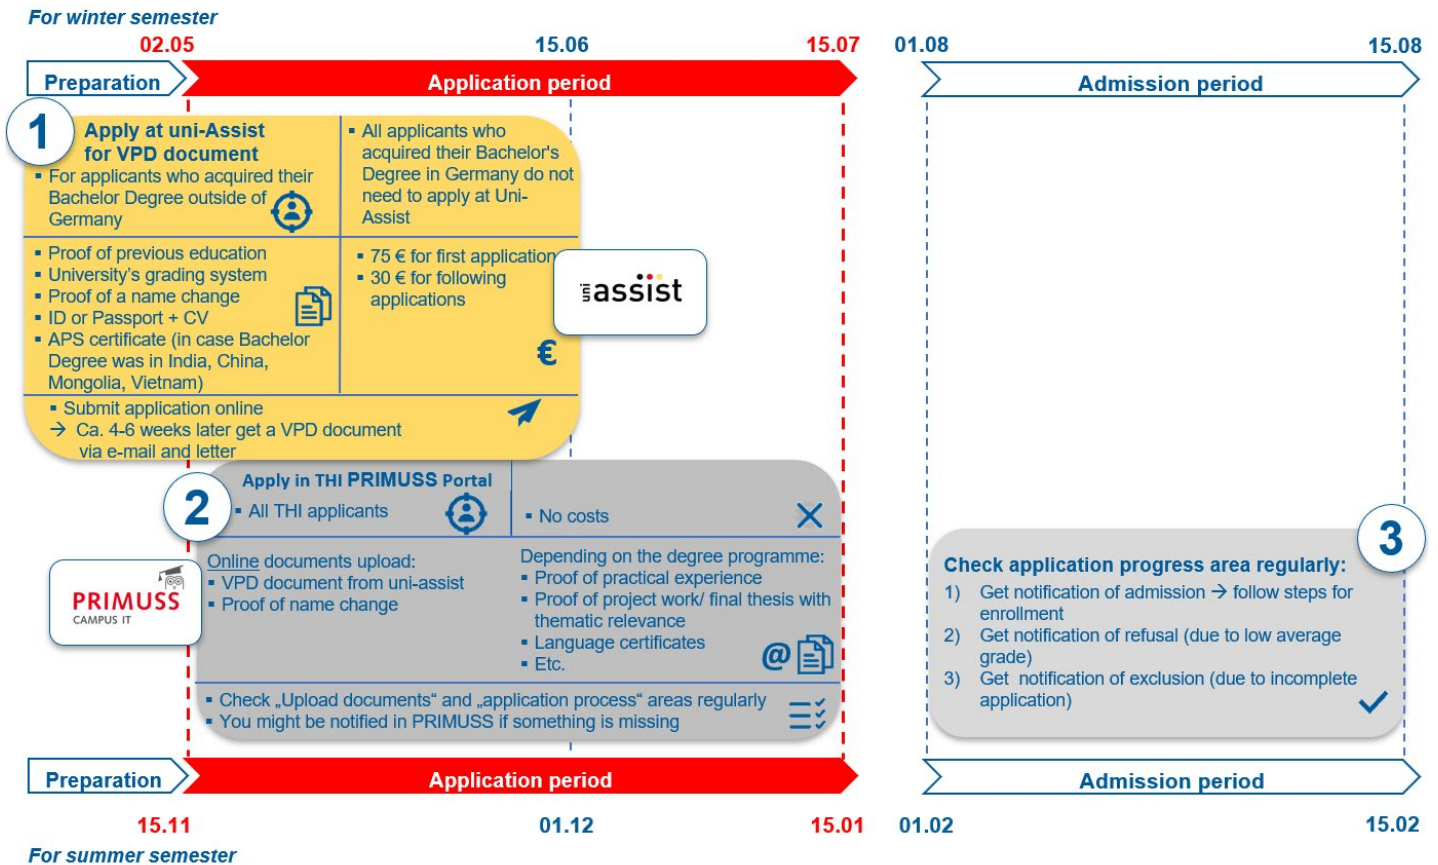 For winter semester
02.05
15.06
15.07
01.08
15.08
Preparation
Application period
Admission period
1
Apply at uni-Assist
for VPD document
▪ For applicants who acquired their
Bachelor Degree outside of
Germany
▪ All applicants who
acquired their Bachelor's
Degree in Germany do not
need to apply at Uni-
Assist
▪ Proof of previous education
▪ University's grading system
▪ Proof of a name change
▪ ID or Passport + CV
▪ APS certificate (in case Bachelor
Degree was in India, China,
Mongolia, Vietnam)
▪ 75 € for first application
▪ 30 € for following
applications
€
uni assist
▪ Submit application online
→ Ca. 4-6 weeks later get a VPD document
via e-mail and letter
2
Apply in THI PRIMUSS Portal
▪ All THI applicants
▪ No costs
PRIMUSS
CAMPUS IT
Online documents upload:
▪ VPD document from uni-assist
▪ Proof of name change
Depending on the degree programme:
▪ Proof of practical experience
▪ Proof of project work/ final thesis with
thematic relevance
▪ Language certificates
▪ Etc.
@
▪ Check „Upload documents“ and „application process“ areas regularly
▪ You might be notified in PRIMUSS if something is missing
3
Check application progress area regularly:
1) Get notification of admission → follow steps for
enrollment
2) Get notification of refusal (due to low average
grade)
3) Get notification of exclusion (due to incomplete
application)
Preparation
Application period
Admission period
15.11
01.12
15.01
01.02
15.02
For summer semester